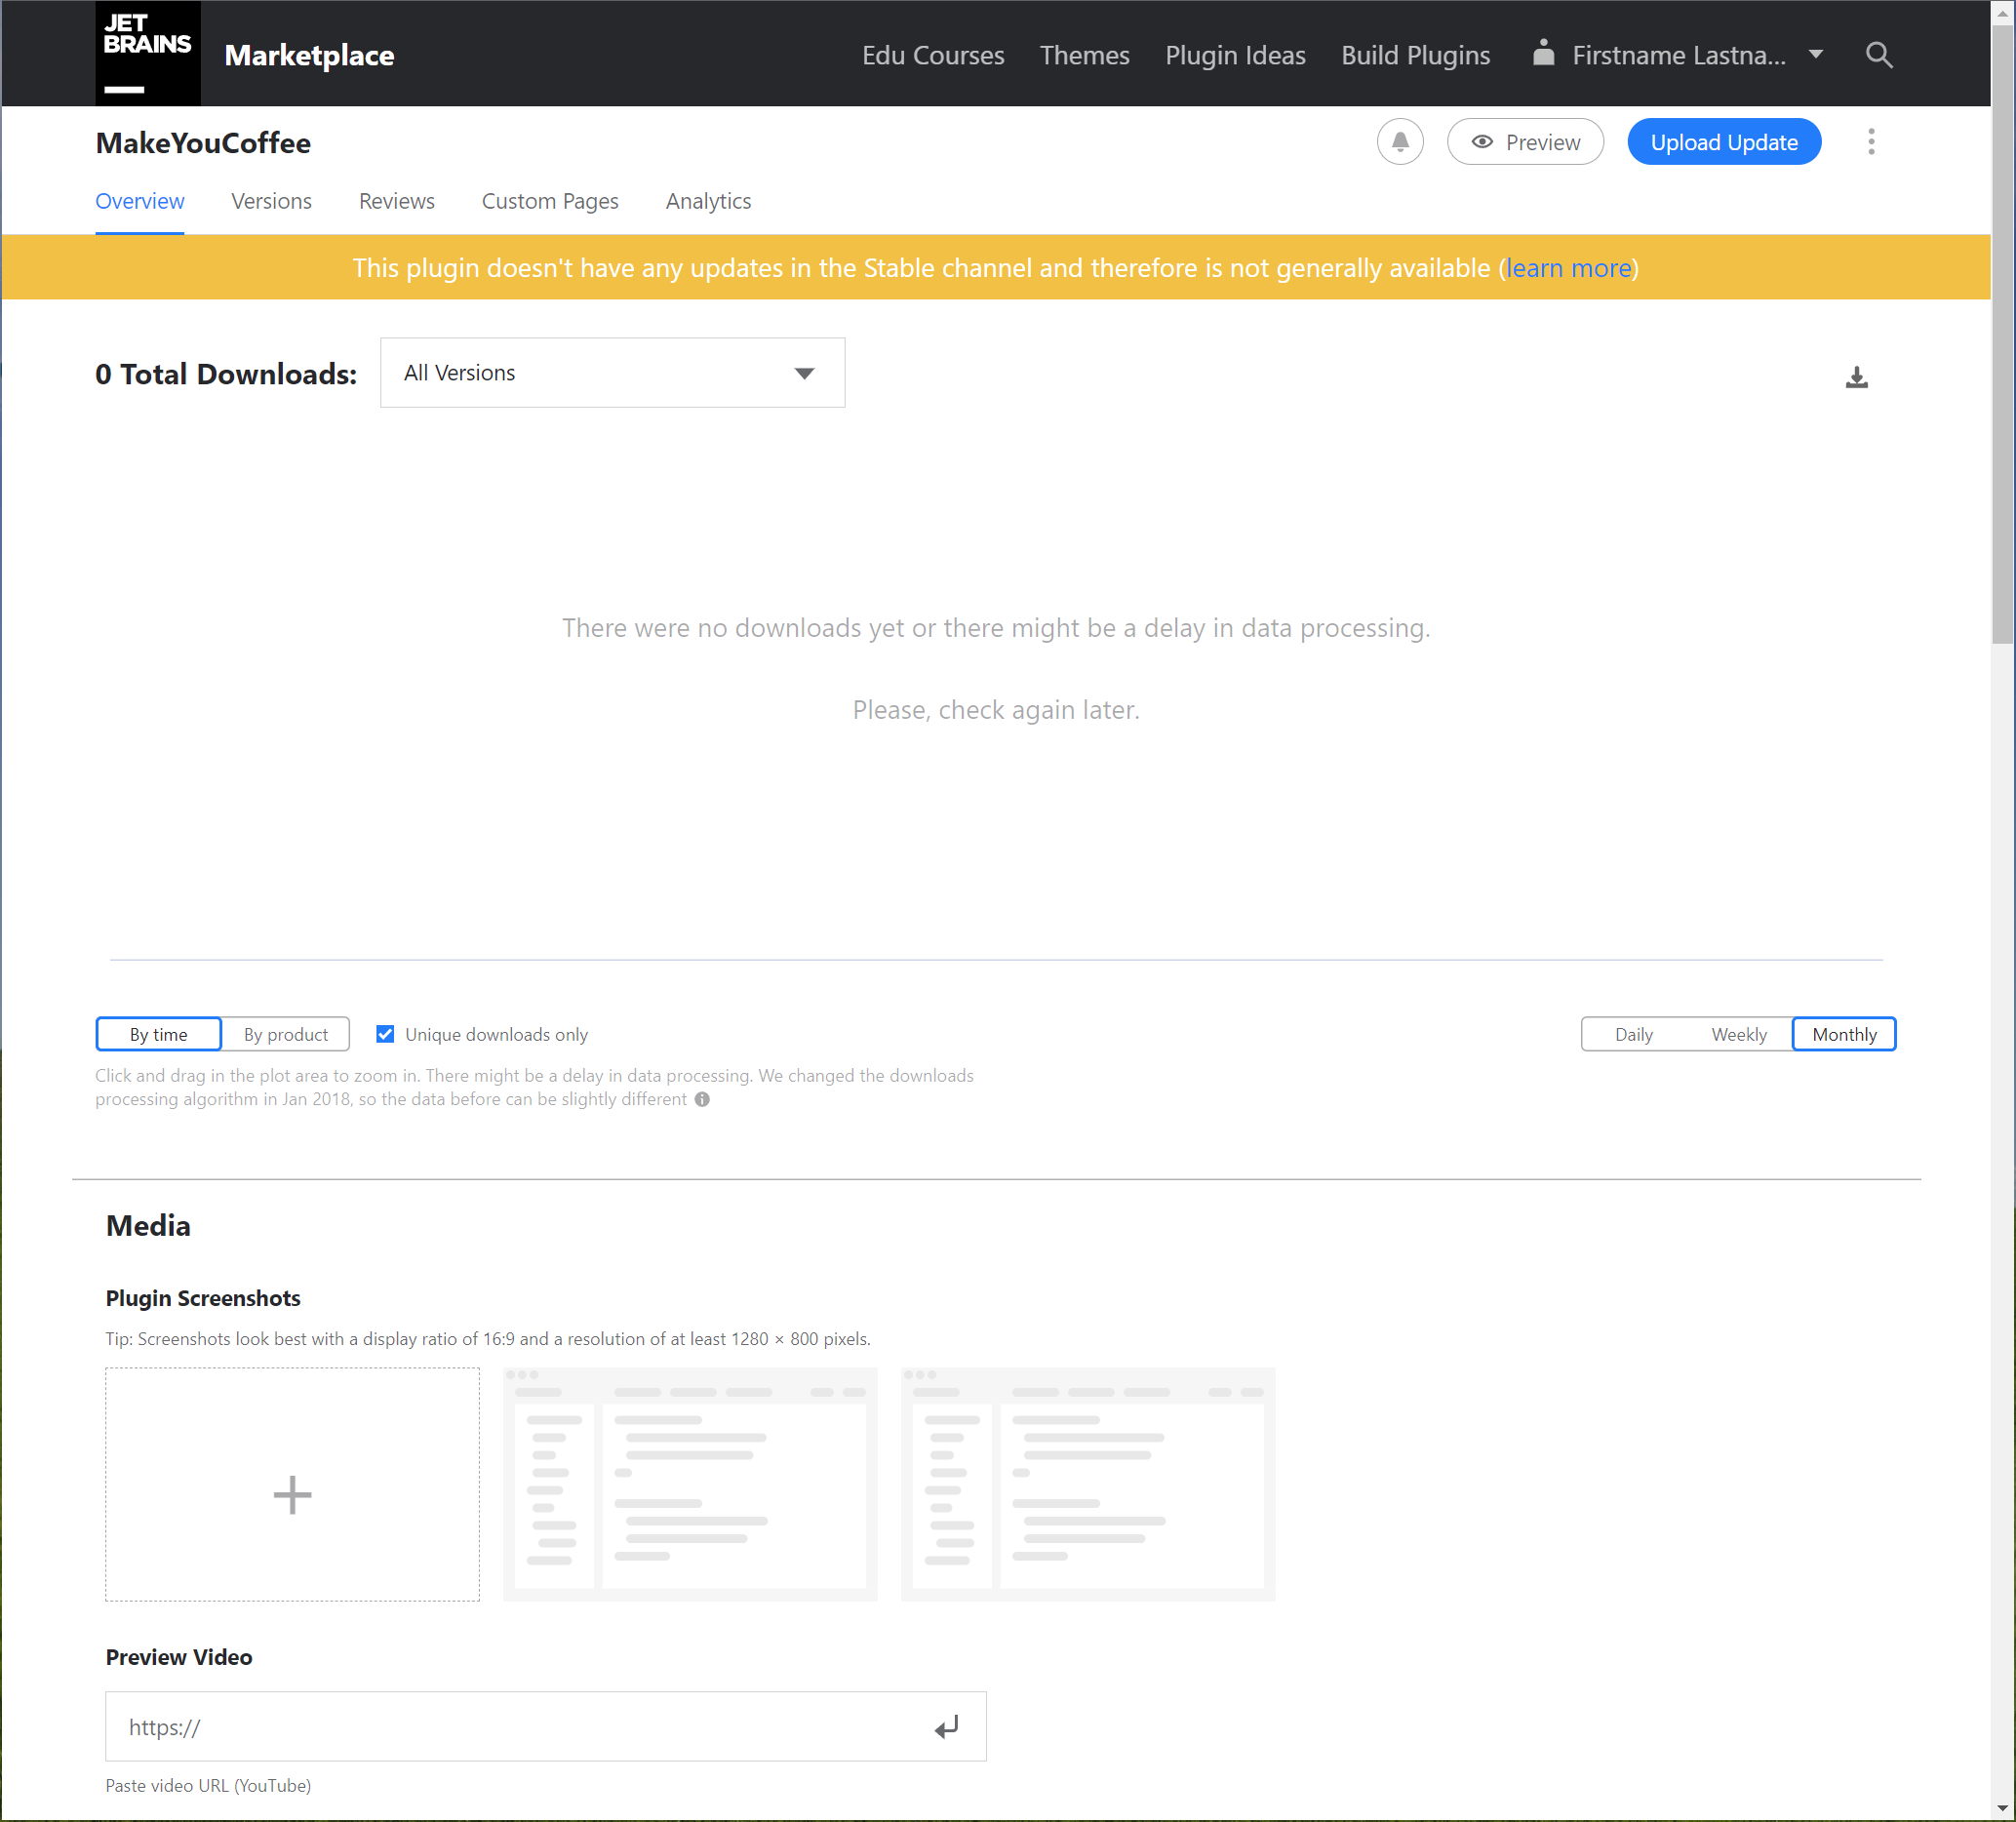 JET
BRAINS
Marketplace
Edu Courses
Themes
Plugin Ideas
Build Plugins
Firstname Lastna...
MakeYouCoffee
Preview
Upload Update
Overview
Versions
Reviews
Custom Pages
Analytics
This plugin doesn't have any updates in the Stable channel and therefore is not generally available (learn more)
0 Total Downloads:
All Versions
There were no downloads yet or there might be a delay in data processing.
Please, check again later.
By time
By product
Unique downloads only
Daily
Weekly
Monthly
Click and drag in the plot area to zoom in. There might be a delay in data processing. We changed the downloads
processing algorithm in Jan 2018, so the data before can be slightly different
Media
Plugin Screenshots
Tip: Screenshots look best with a display ratio of 16:9 and a resolution of at least 1280 × 800 pixels.
Preview Video
https://
Paste video URL (YouTube)